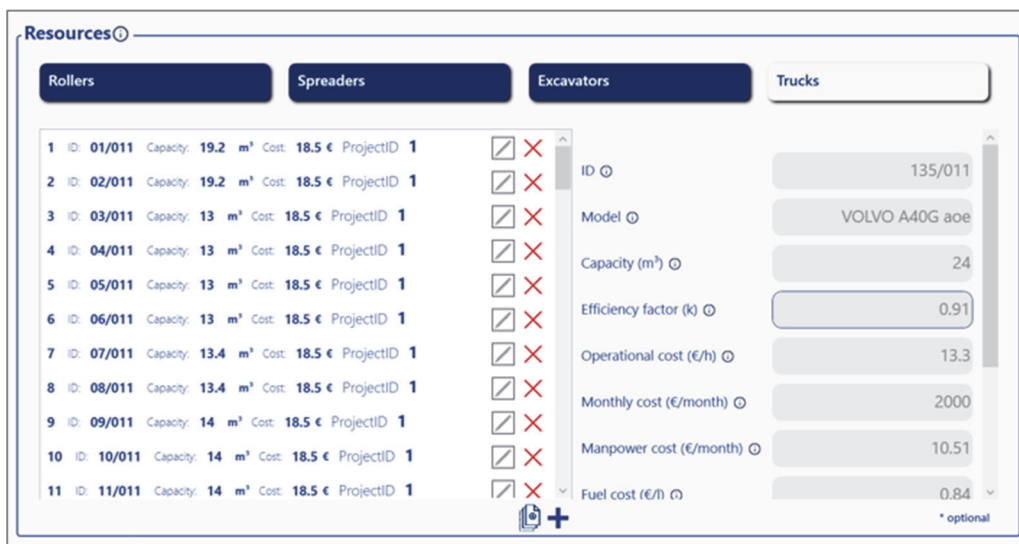 Resources
Rollers Spreaders Excavators Trucks
1 ID: 01/011 Capacity: 19.2 m³ Cost: 18.5 € ProjectID 1
2 ID: 02/011 Capacity: 19.2 m³ Cost: 18.5 € ProjectID 1
3 ID: 03/011 Capacity: 13 m³ Cost: 18.5 € ProjectID 1
4 ID: 04/011 Capacity: 13 m³ Cost: 18.5 € ProjectID 1
5 ID: 05/011 Capacity: 13 m³ Cost: 18.5 € ProjectID 1
6 ID: 06/011 Capacity: 13 m³ Cost: 18.5 € ProjectID 1
7 ID: 07/011 Capacity: 13.4 m³ Cost: 18.5 € ProjectID 1
8 ID: 08/011 Capacity: 13.4 m³ Cost: 18.5 € ProjectID 1
9 ID: 09/011 Capacity: 14 m³ Cost: 18.5 € ProjectID 1
10 ID: 10/011 Capacity: 14 m³ Cost: 18.5 € ProjectID 1
11 ID: 11/011 Capacity: 14 m³ Cost: 18.5 € ProjectID 1
ID 135/011
Model VOLVO A40G aoe
Capacity (m³) 24
Efficiency factor (k) 0.91
Operational cost (€/h) 13.3
Monthly cost (€/month) 2000
Manpower cost (€/month) 10.51
Fuel cost (€/l) 0.84
* optional